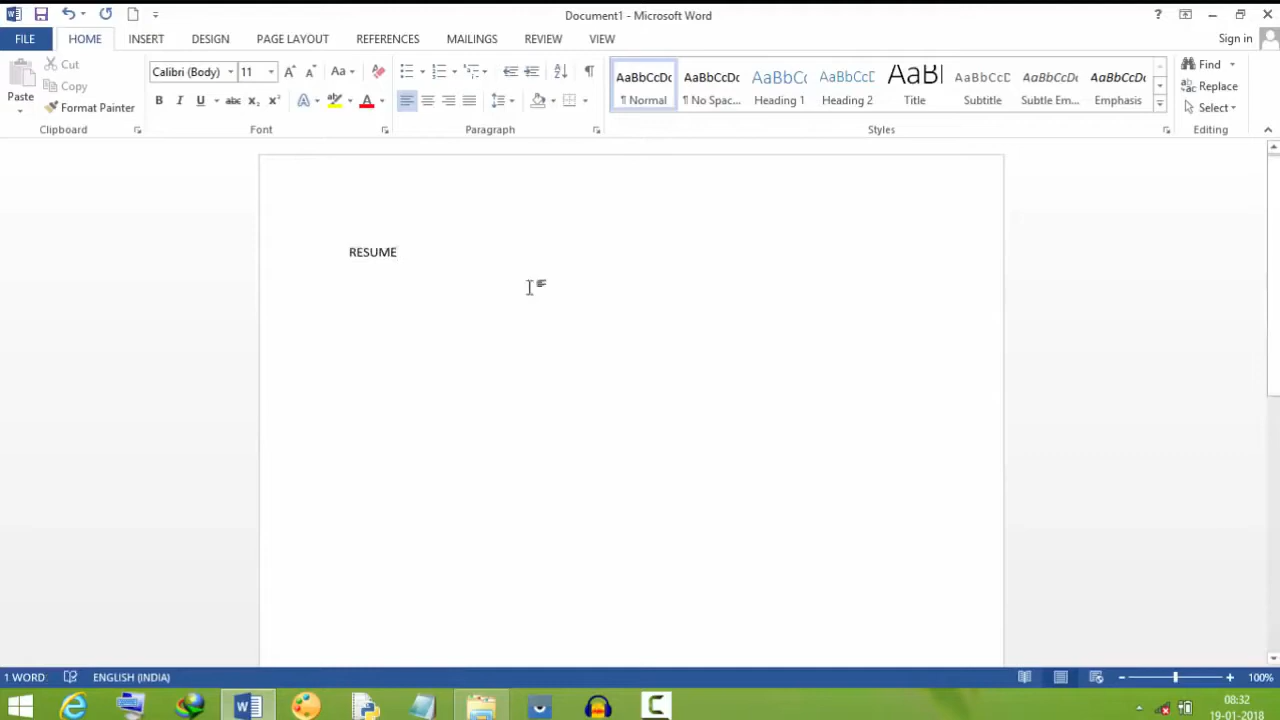 Document1 - Microsoft Word
FILE HOME INSERT DESIGN PAGE LAYOUT REFERENCES MAILINGS REVIEW VIEW Sign in
Paste
Cut
Copy
Format Painter
Clipboard
Calibri (Body) 11
Font
Paragraph
AaBbCcDc AaBbCcDc AaBbCc AaBbCcD AaBl AaBbCcD AaBbCcDc AaBbCcDc
¶ Normal ¶ No Spac... Heading 1 Heading 2 Title Subtitle Subtle Em... Emphasis
Styles
Find
Replace
Select
Editing
RESUME
1 WORD ENGLISH (INDIA) 100%
08:32
19-01-2018